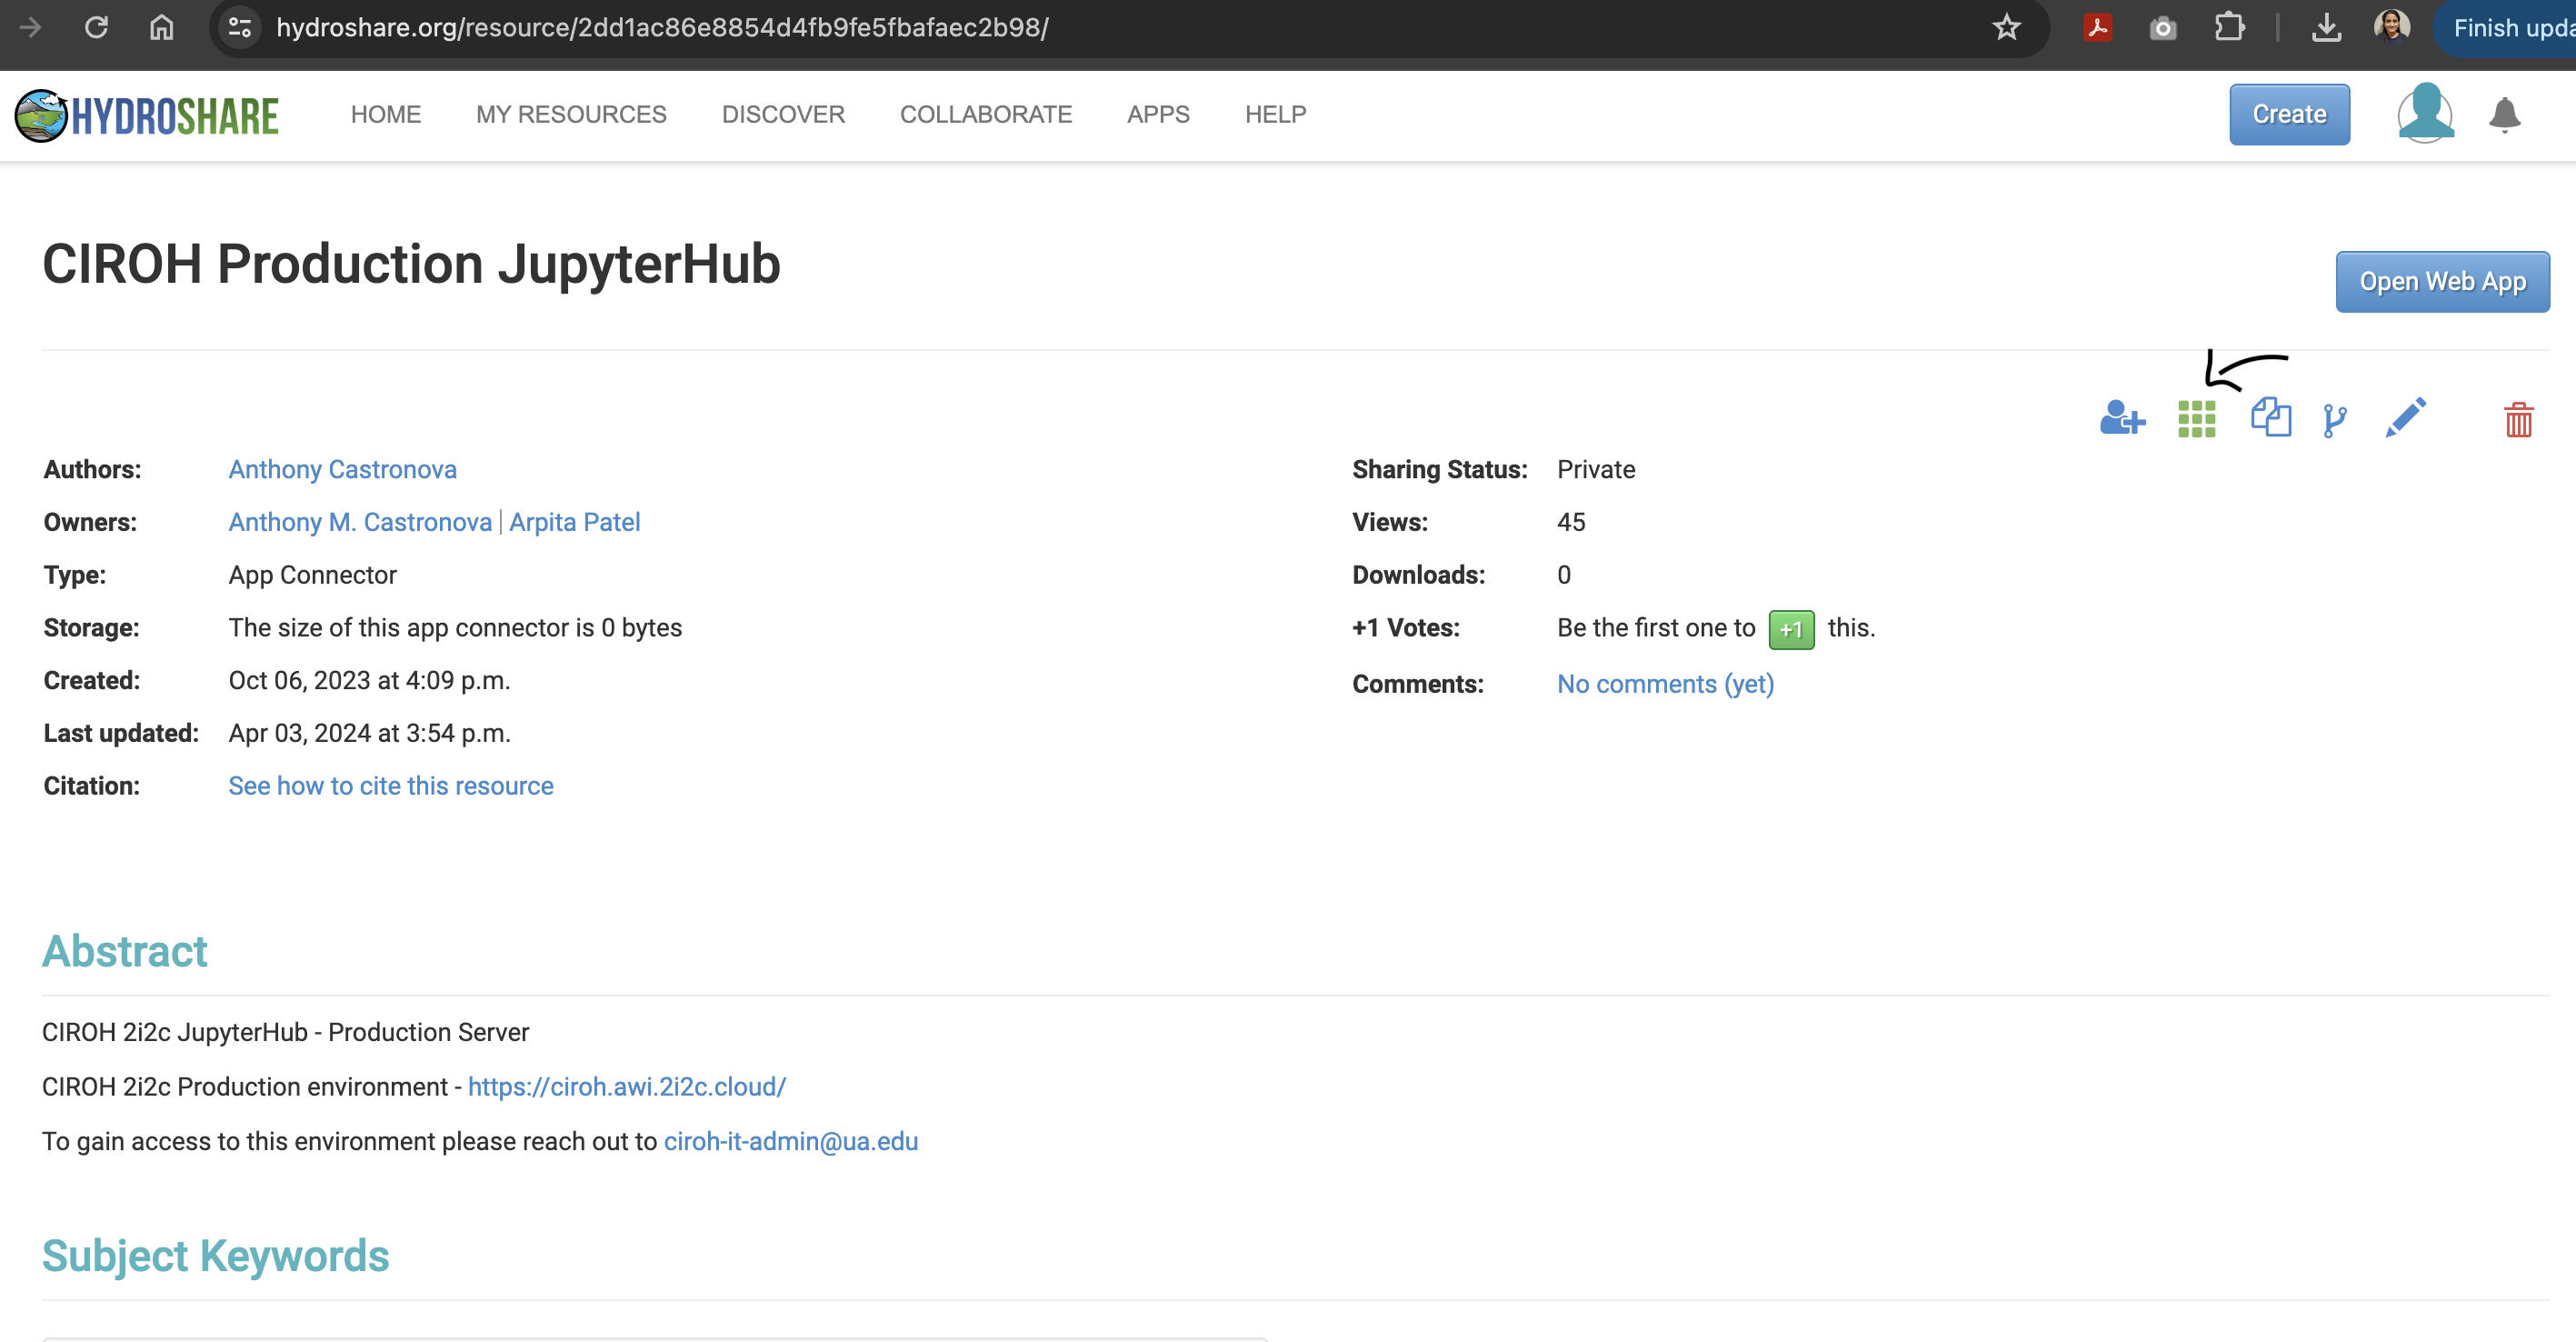 hydroshare.org/resource/2dd1ac86e8854d4fb9fe5fbafaec2b98/
Finish upda
HYDROSHARE HOME MY RESOURCES DISCOVER COLLABORATE APPS HELP Create
CIROH Production JupyterHub
Open Web App
Authors: Anthony Castronova
Owners: Anthony M. Castronova | Arpita Patel
Type: App Connector
Storage: The size of this app connector is 0 bytes
Created: Oct 06, 2023 at 4:09 p.m.
Last updated: Apr 03, 2024 at 3:54 p.m.
Citation: See how to cite this resource
Sharing Status: Private
Views: 45
Downloads: 0
+1 Votes: Be the first one to +1 this.
Comments: No comments (yet)
Abstract
CIROH 2i2c JupyterHub - Production Server
CIROH 2i2c Production environment - https://ciroh.awi.2i2c.cloud/
To gain access to this environment please reach out to ciroh-it-admin@ua.edu
Subject Keywords